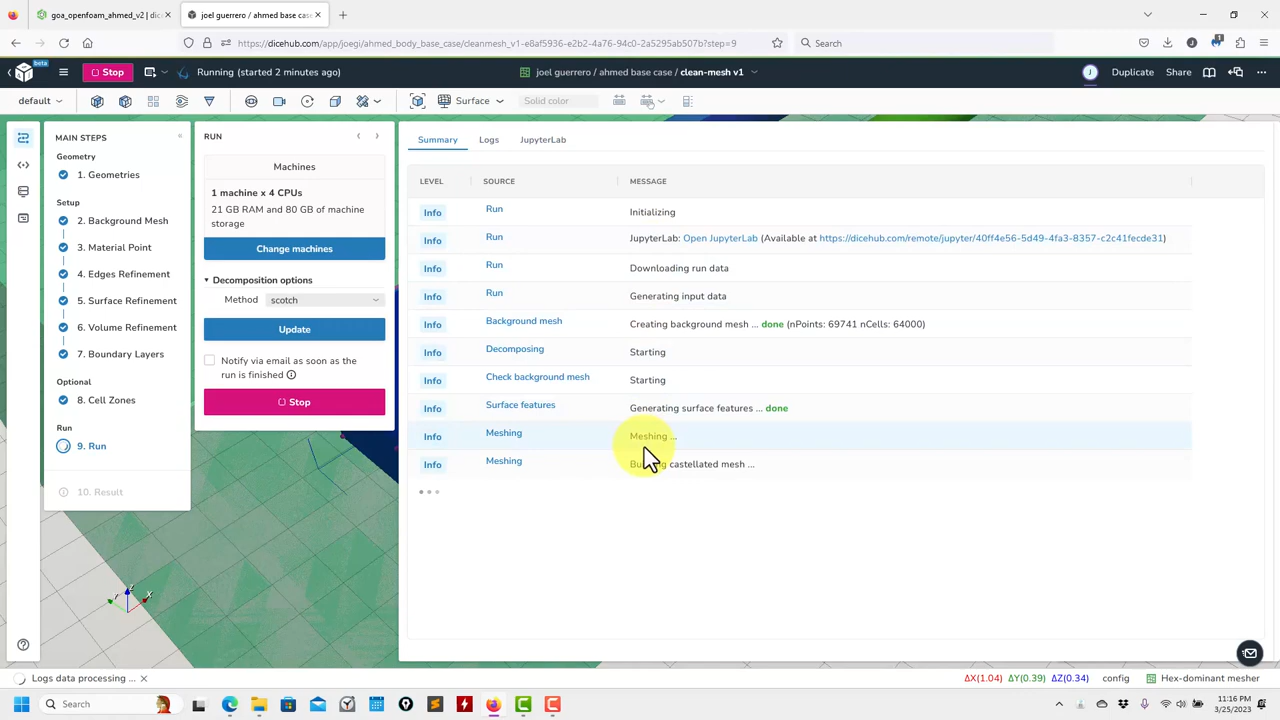 goa_openfoam_ahmed_v2 | dic
joel guerrero / ahmed base cas
https://dicehub.com/app/joegi/ahmed_body_base_case/cleanmesh_v1-e8af5936-e2b2-4a76-94c0-2a5295ab507b?step=9
Search
beta
Stop
Running (started 2 minutes ago)
joel guerrero / ahmed base case / clean-mesh v1
J
Duplicate
Share
default
Surface
Solid color
MAIN STEPS
Geometry
1. Geometries
Setup
2. Background Mesh
3. Material Point
4. Edges Refinement
5. Surface Refinement
6. Volume Refinement
7. Boundary Layers
Optional
8. Cell Zones
Run
9. Run
10. Result
RUN
Machines
1 machine x 4 CPUs
21 GB RAM and 80 GB of machine
storage
Change machines
Decomposition options
Method scotch
Update
Notify via email as soon as the
run is finished
Stop
Summary Logs JupyterLab
LEVEL SOURCE MESSAGE
Info Run Initializing
Info Run JupyterLab: Open JupyterLab (Available at https://dicehub.com/remote/jupyter/40ff4e56-5d49-4fa3-8357-c2c41fecde31)
Info Run Downloading run data
Info Run Generating input data
Info Background mesh Creating background mesh ... done (nPoints: 69741 nCells: 64000)
Info Decomposing Starting
Info Check background mesh Starting
Info Surface features Generating surface features ... done
Info Meshing Meshing ...
Info Meshing castellated mesh ...
Z
Y
X
Logs data processing ...
ΔX(1.04) ΔY(0.39) ΔZ(0.34) config Hex-dominant mesher
Search
11:16 PM
3/25/2023